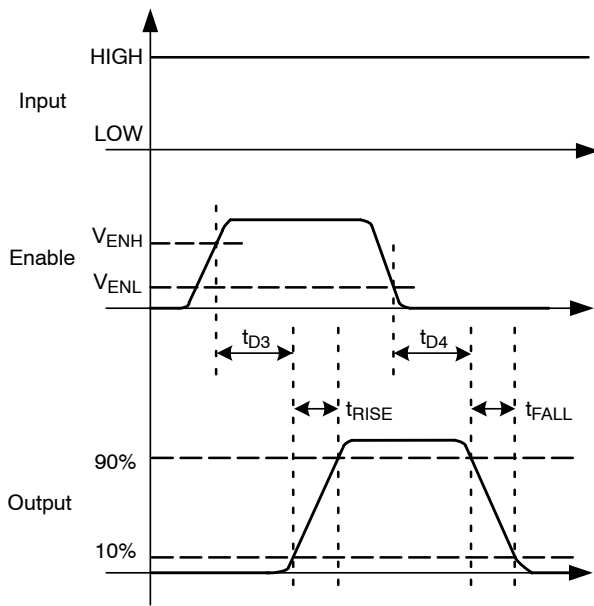 HIGH
Input
LOW
VENH
Enable
VENL
tD3
tD4
tRISE
tFALL
90%
Output
10%